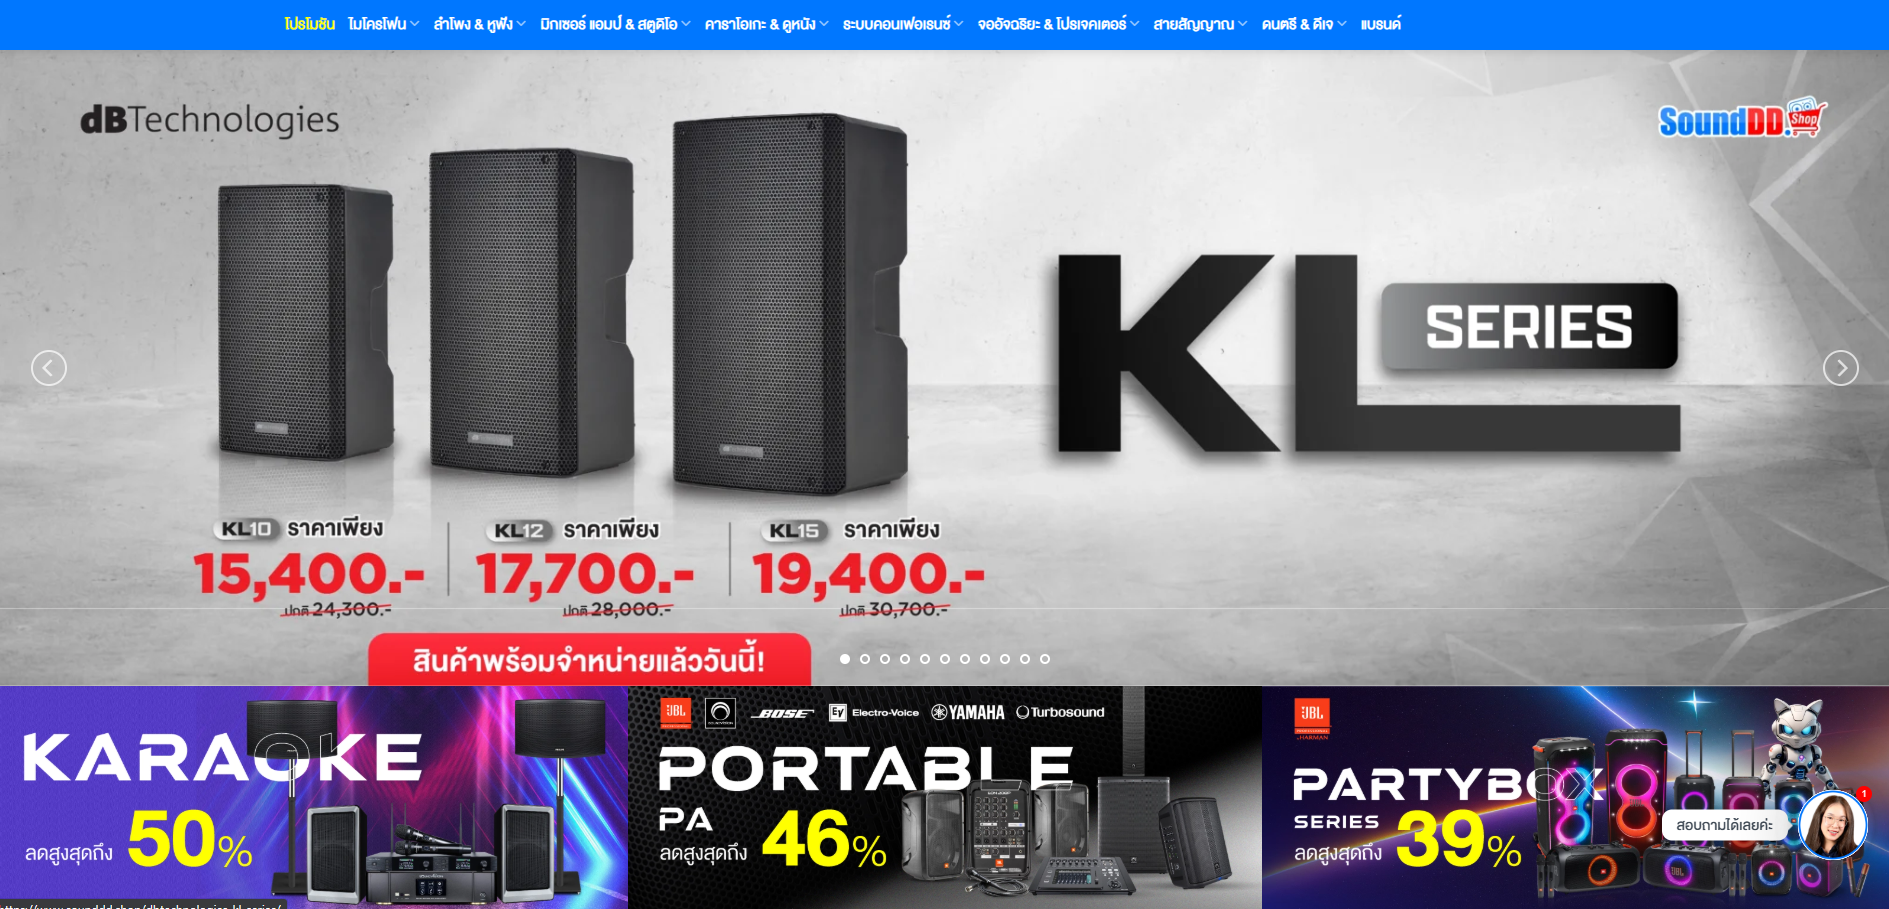 โปรโมชัน ไมโครโฟน ลำโพง & หูฟัง มิกเซอร์ แอมป์ & สตูดิโอ คาราโอเกะ & ดูหนัง ระบบคอนเฟอเรนซ์ จออัจฉริยะ & โปรเจคเตอร์ สายสัญญาณ ดนตรี & ดีเจ แบรนด์
dBTechnologies
SoundDD.Shop
KL SERIES
KL10 ราคาเพียง
15,400.-
ปกติ 24,300.-
KL12 ราคาเพียง
17,700.-
ปกติ 28,000.-
KL15 ราคาเพียง
19,400.-
ปกติ 30,700.-
สินค้าพร้อมจำหน่ายแล้ววันนี้!
KARAOKE
ลดสูงสุดถึง 50%
JBL BOSE EV Electro-Voice YAMAHA Turbosound
PORTABLE
PA
ลดสูงสุดถึง 46%
JBL
PROFESSIONAL
by HARMAN
PARTYBOX
SERIES
ลดสูงสุดถึง 39%
สอบถามได้เลยค่ะ
1